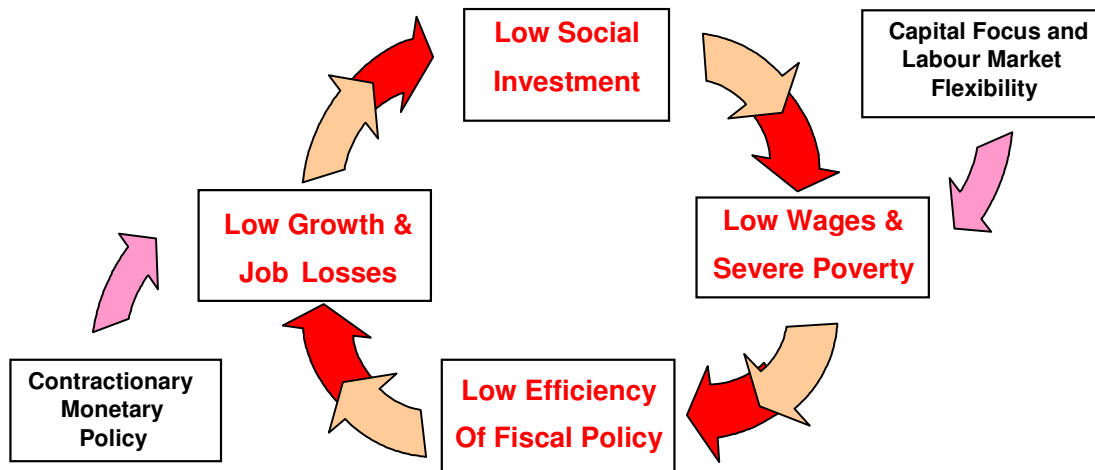 Low Social
Investment
Capital Focus and
Labour Market
Flexibility
Low Growth &
Job Losses
Low Wages &
Severe Poverty
Contractionary
Monetary
Policy
Low Efficiency
Of Fiscal Policy